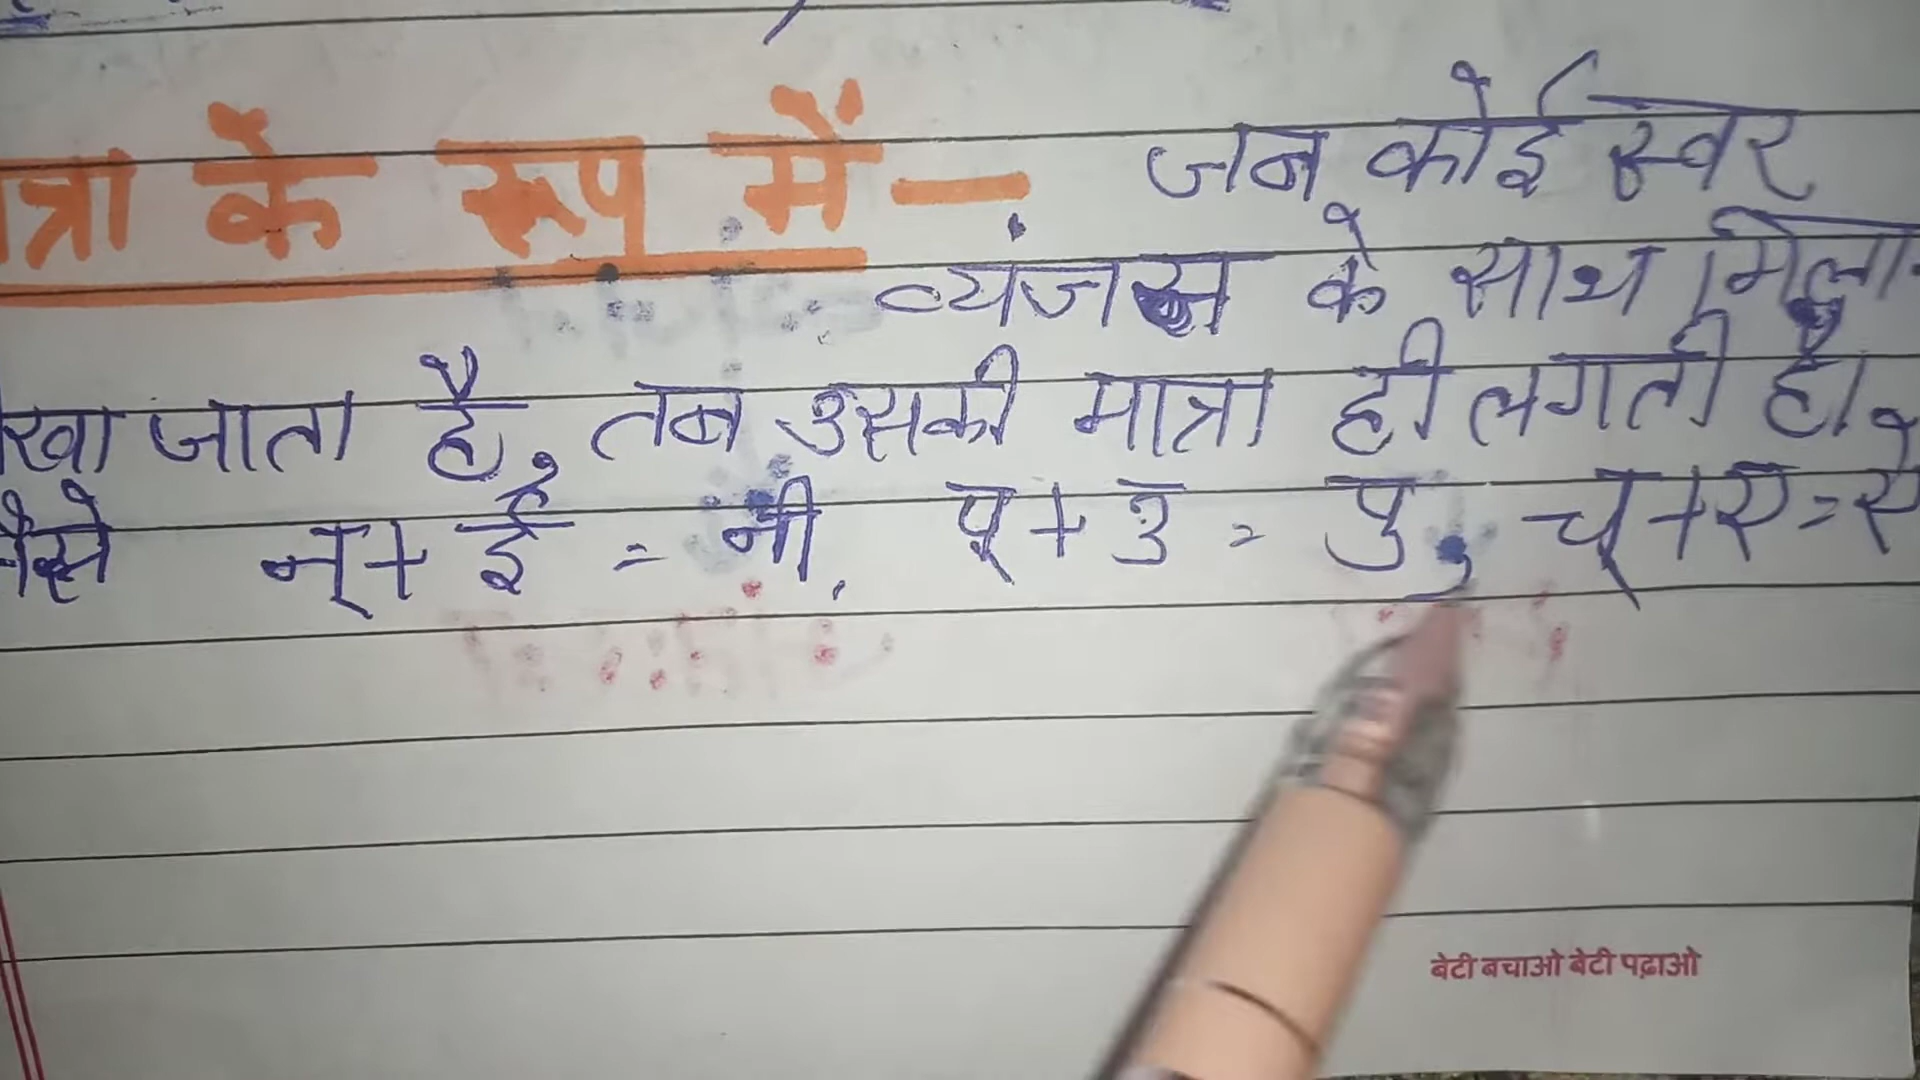 त्रा के रूप में — जब कोई स्वर
व्यंजन के साथ मिला
खा जाता है, तब उसकी मात्रा ही लगती है।
जैसे न् + ई = नी, प् + उ = पु, च् + ए =
बेटी बचाओ बेटी पढ़ाओ